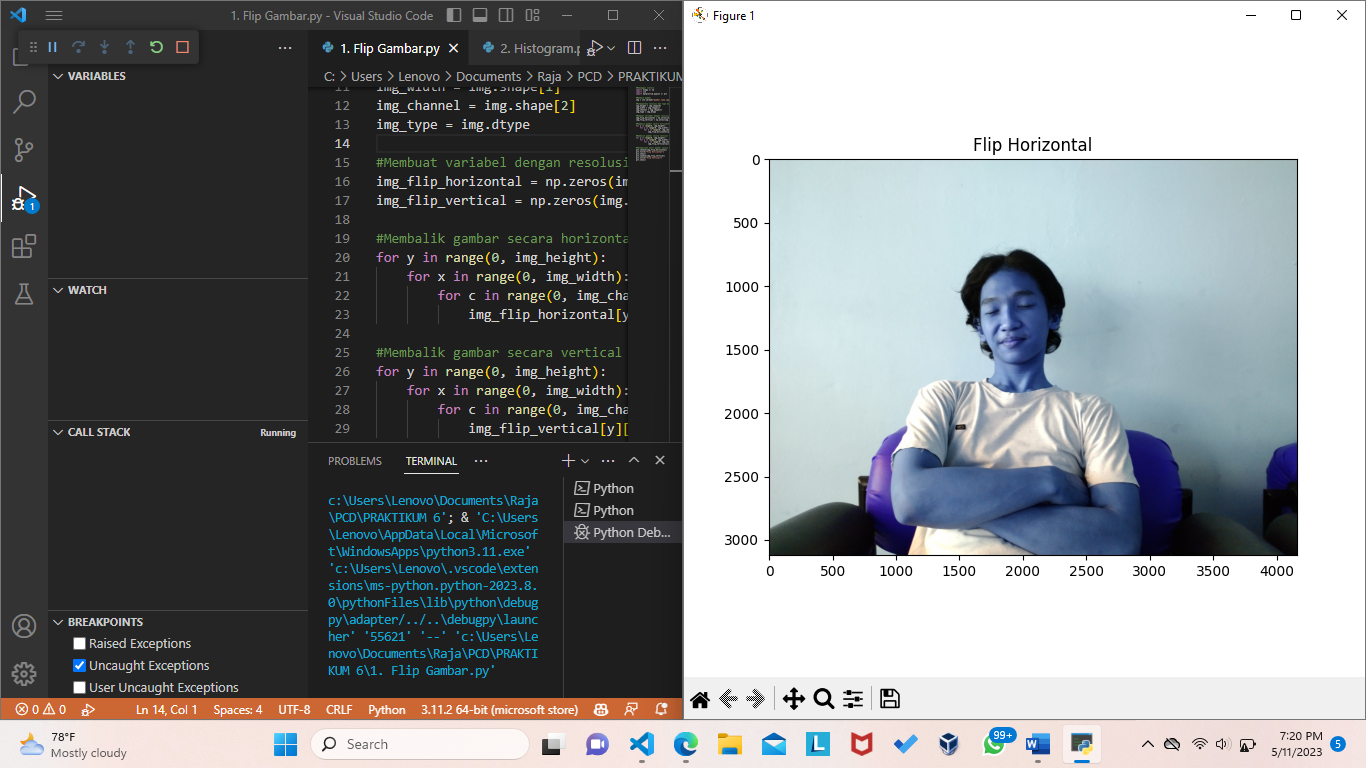 1. Flip Gambar.py - Visual Studio Code
VARIABLES
WATCH
CALL STACK
Running
BREAKPOINTS
Raised Exceptions
Uncaught Exceptions
User Uncaught Exceptions
1
1. Flip Gambar.py
2. Histogram.p
C: > Users > Lenovo > Documents > Raja > PCD > PRAKTIKUM
11 img_width = img.shape[1]
12 img_channel = img.shape[2]
13 img_type = img.dtype
14
15 #Membuat variabel dengan resolusi
16 img_flip_horizontal = np.zeros(im
17 img_flip_vertical = np.zeros(img.
18
19 #Membalik gambar secara horizonta
20 for y in range(0, img_height):
21 for x in range(0, img_width):
22 for c in range(0, img_cha
23 img_flip_horizontal[y
24
25 #Membalik gambar secara vertical
26 for y in range(0, img_height):
27 for x in range(0, img_width):
28 for c in range(0, img_cha
29 img_flip_vertical[y][
PROBLEMS TERMINAL
c:\Users\Lenovo\Documents\Raja
\PCD\PRAKTIKUM 6'; & 'C:\Users
\Lenovo\AppData\Local\Microsof
t\WindowsApps\python3.11.exe'
'c:\Users\Lenovo\.vscode\exten
sions\ms-python.python-2023.8.
0\pythonFiles\lib\python\debug
py\adapter/../..\debugpy\launc
her' '55621' '--' 'c:\Users\Le
novo\Documents\Raja\PCD\PRAKTI
KUM 6\1. Flip Gambar.py'
Python
Python
Python Deb...
0 0 Ln 14, Col 1 Spaces: 4 UTF-8 CRLF Python 3.11.2 64-bit (microsoft store)
Figure 1
Flip Horizontal
0
500
1000
1500
2000
2500
3000
0 500 1000 1500 2000 2500 3000 3500 4000
78°F
Mostly cloudy
Search
L
99+
W
7:20 PM
5/11/2023
5